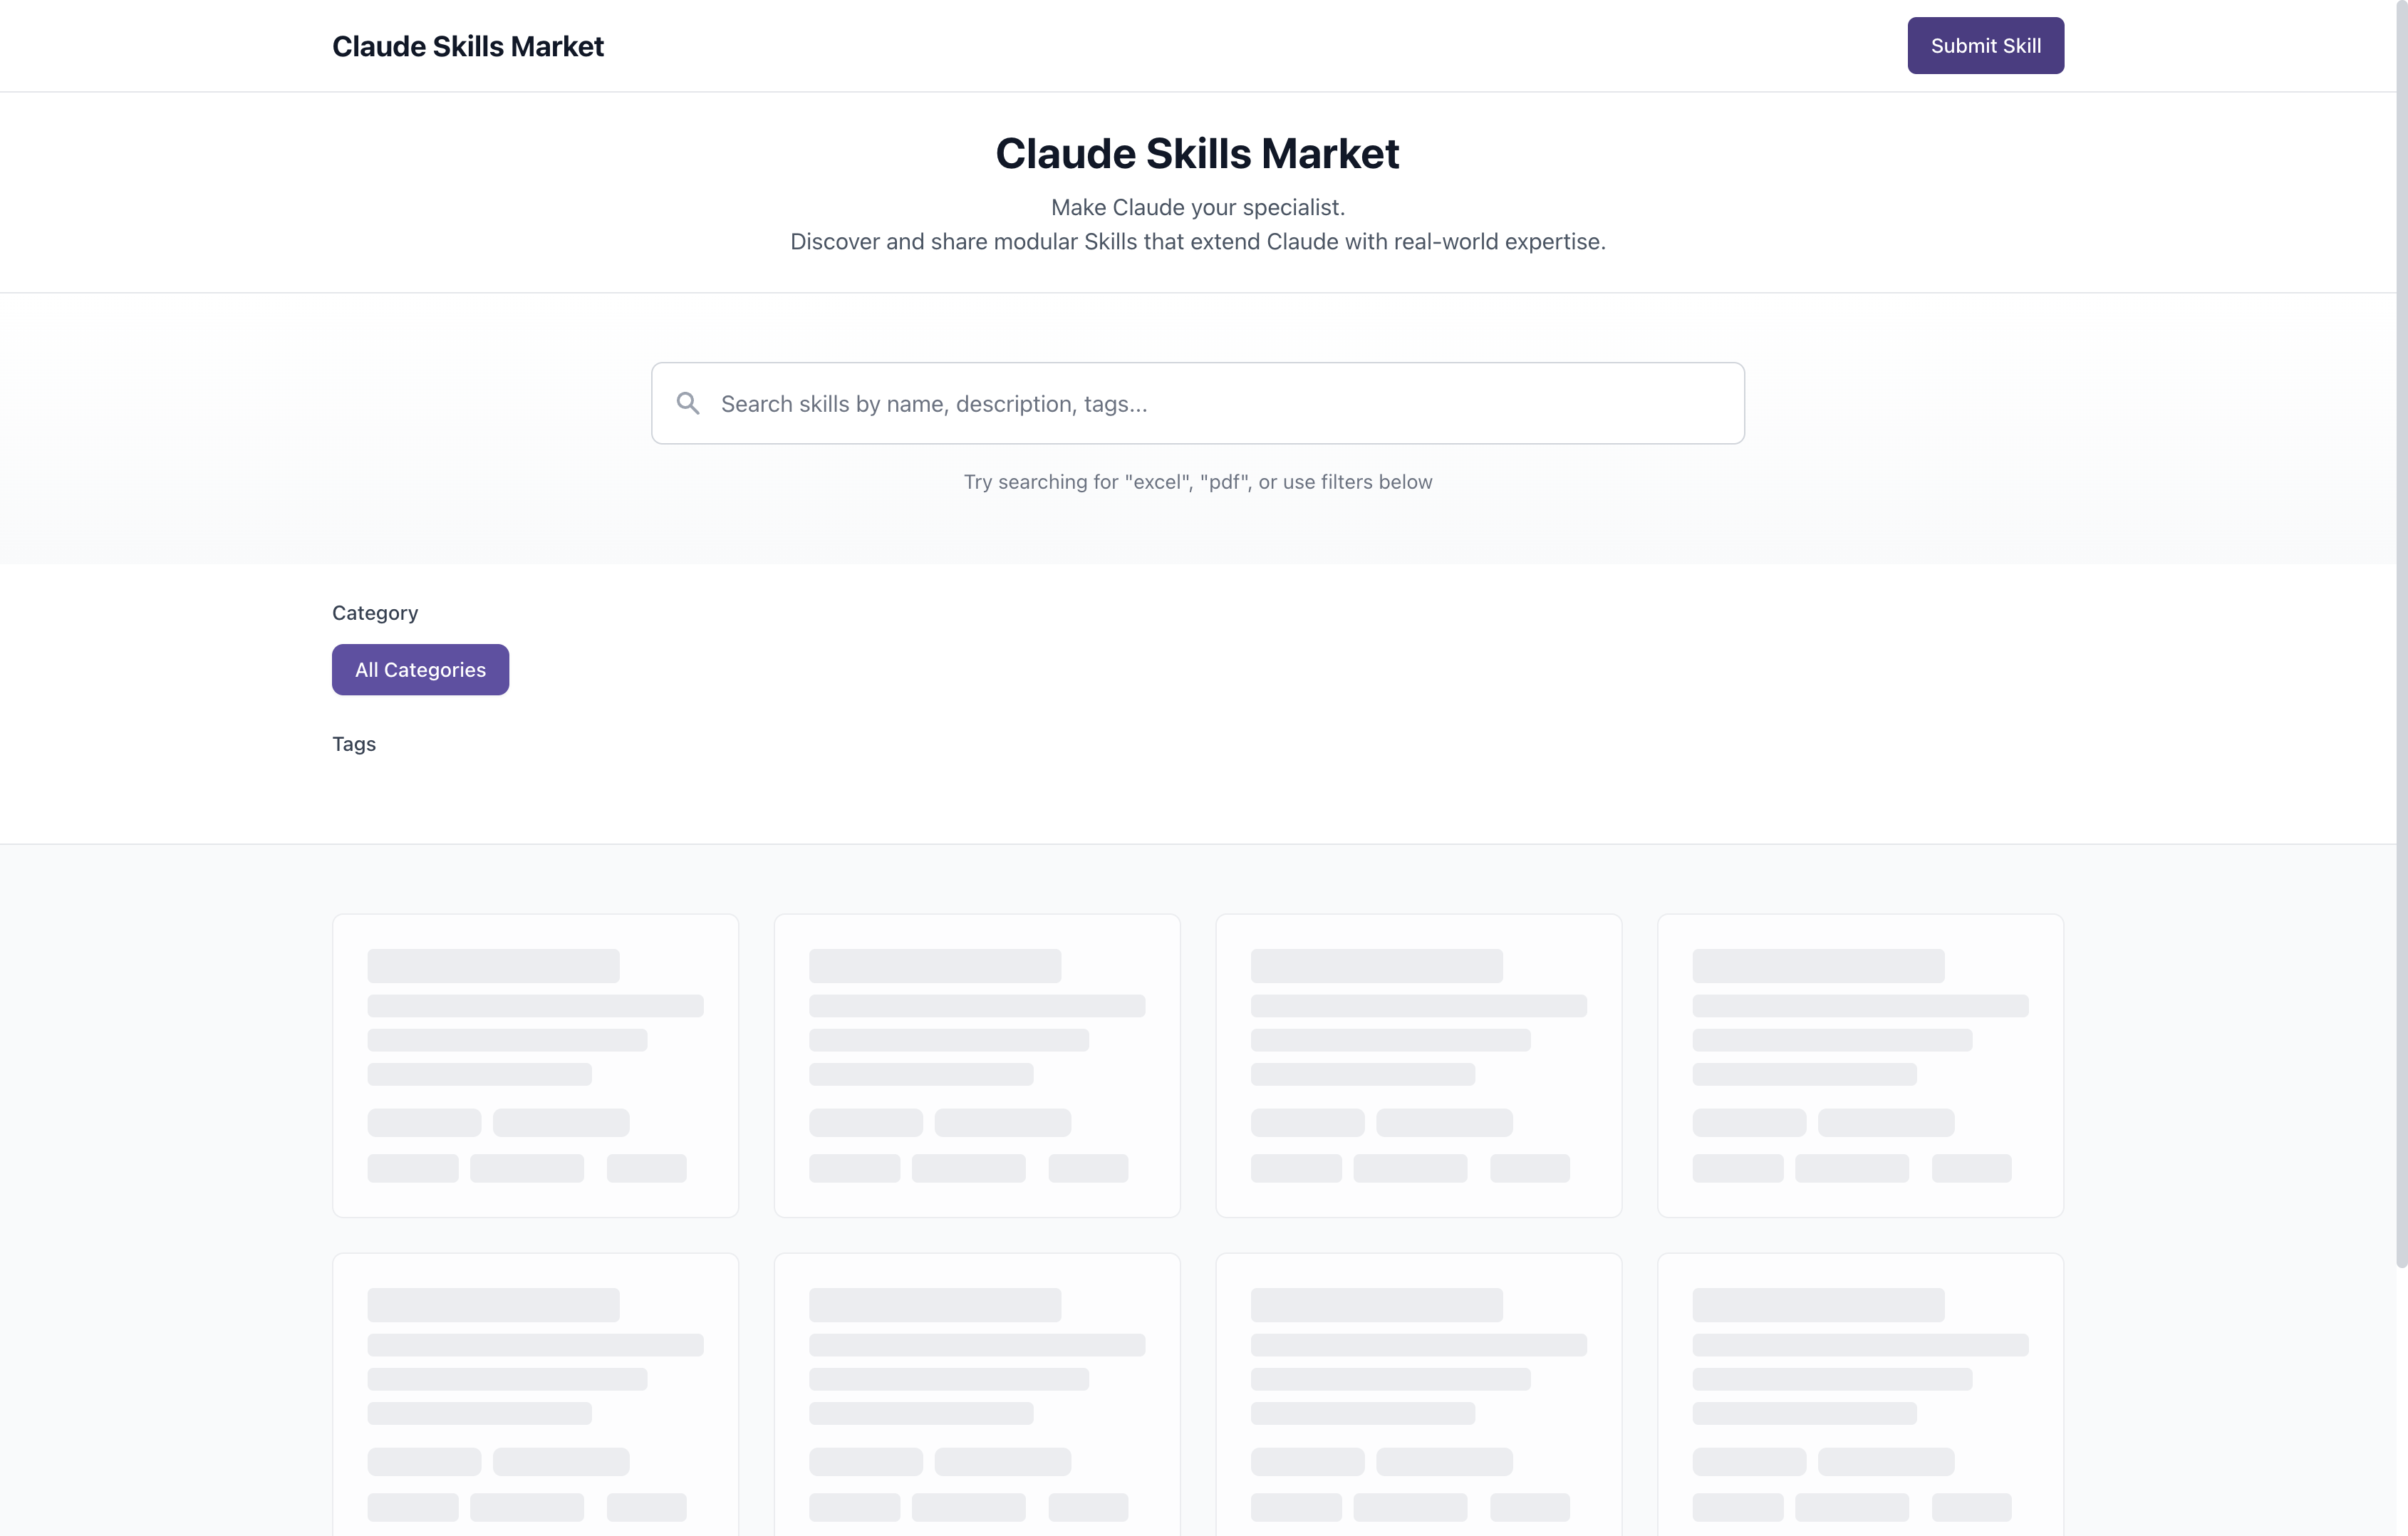 Claude Skills Market
Submit Skill
Claude Skills Market
Make Claude your specialist.
Discover and share modular Skills that extend Claude with real-world expertise.
Search skills by name, description, tags...
Try searching for "excel", "pdf", or use filters below
Category
All Categories
Tags